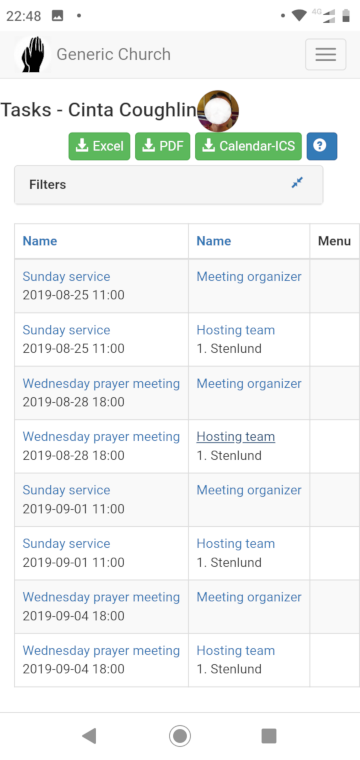 22:48
4G
Generic Church
Tasks - Cinta Coughlin
Excel PDF Calendar-ICS ?
Filters
Name Name Menu
Sunday service Meeting organizer
2019-08-25 11:00
Sunday service Hosting team
2019-08-25 11:00 1. Stenlund
Wednesday prayer meeting Meeting organizer
2019-08-28 18:00
Wednesday prayer meeting Hosting team
2019-08-28 18:00 1. Stenlund
Sunday service Meeting organizer
2019-09-01 11:00
Sunday service Hosting team
2019-09-01 11:00 1. Stenlund
Wednesday prayer meeting Meeting organizer
2019-09-04 18:00
Wednesday prayer meeting Hosting team
2019-09-04 18:00 1. Stenlund